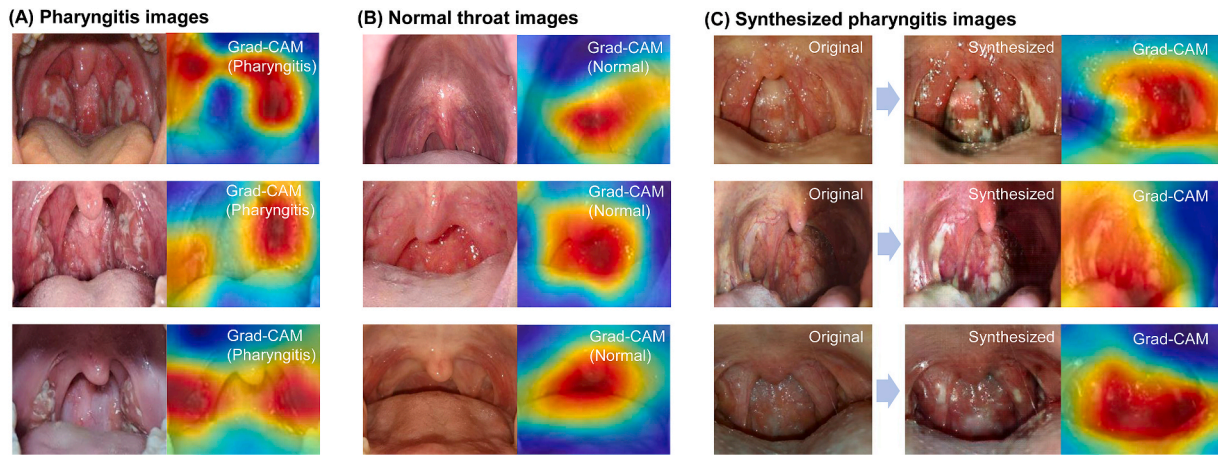 (A) Pharyngitis images
(B) Normal throat images
(C) Synthesized pharyngitis images
Grad-CAM
(Pharyngitis)
Grad-CAM
(Normal)
Original
Synthesized
Grad-CAM
Grad-CAM
(Pharyngitis)
Grad-CAM
(Normal)
Original
Synthesized
Grad-CAM
Grad-CAM
(Pharyngitis)
Grad-CAM
(Normal)
Original
Synthesized
Grad-CAM